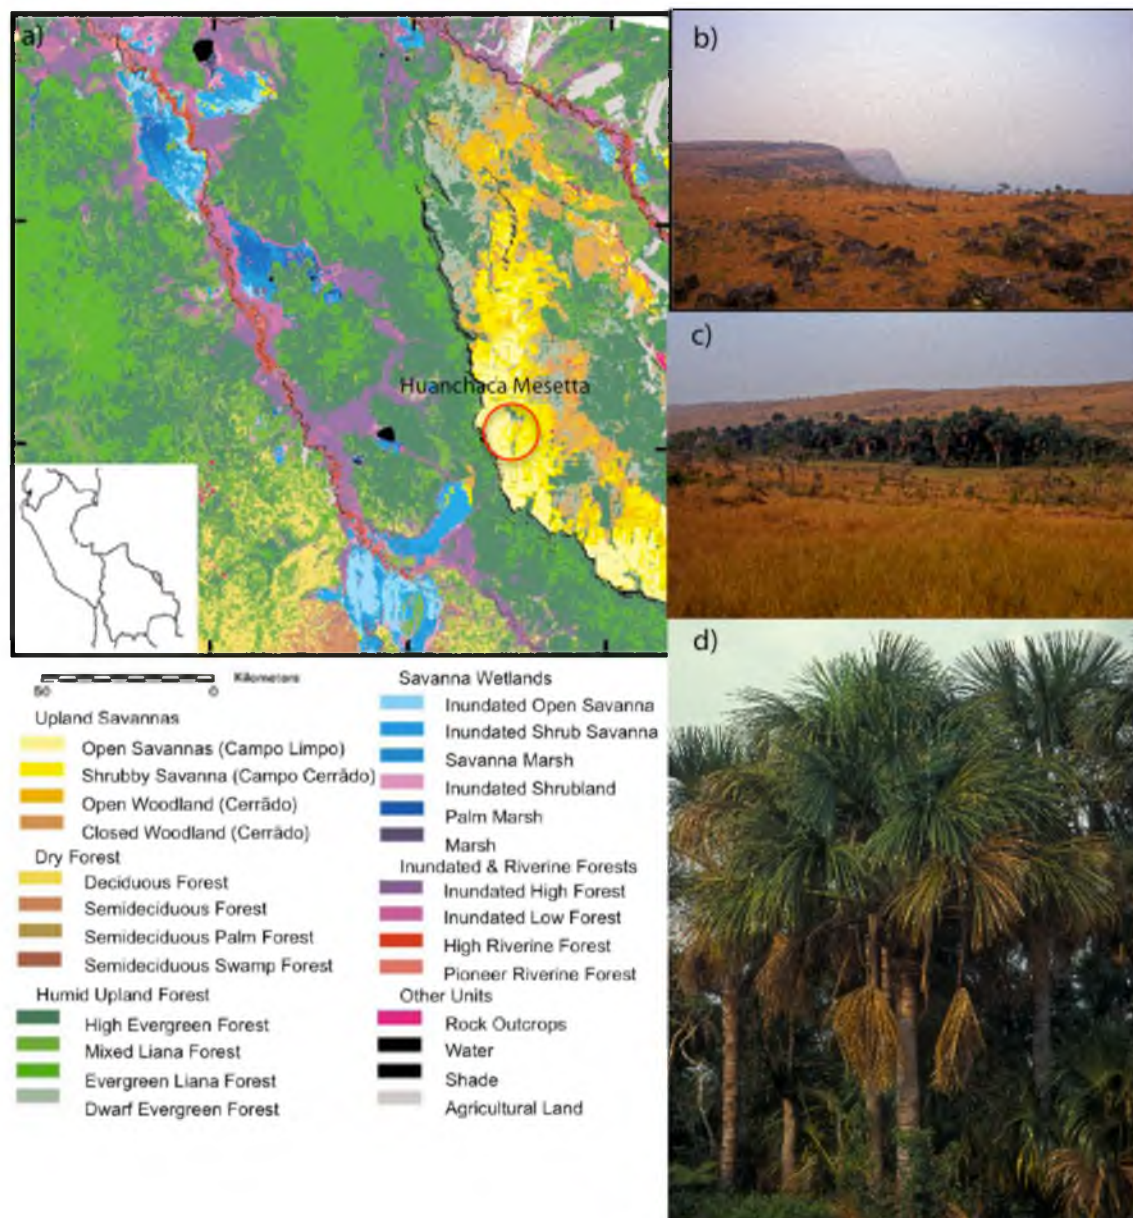 a)
Huanchaca Mesetta
b)
c)
d)
50 0 Kilometers
Upland Savannas
Open Savannas (Campo Limpo)
Shrubby Savanna (Campo Cerrãdo)
Open Woodland (Cerrãdo)
Closed Woodland (Cerrãdo)
Dry Forest
Deciduous Forest
Semideciduous Forest
Semideciduous Palm Forest
Semideciduous Swamp Forest
Humid Upland Forest
High Evergreen Forest
Mixed Liana Forest
Evergreen Liana Forest
Dwarf Evergreen Forest
Savanna Wetlands
Inundated Open Savanna
Inundated Shrub Savanna
Savanna Marsh
Inundated Shrubland
Palm Marsh
Marsh
Inundated & Riverine Forests
Inundated High Forest
Inundated Low Forest
High Riverine Forest
Pioneer Riverine Forest
Other Units
Rock Outcrops
Water
Shade
Agricultural Land